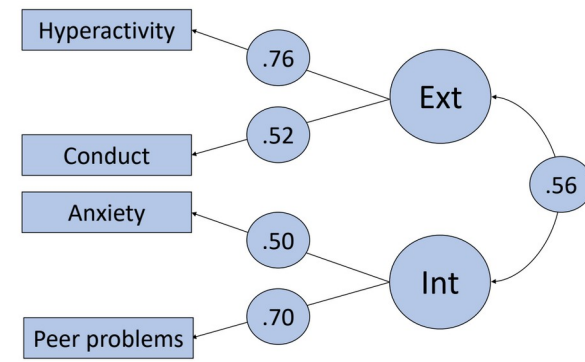 Hyperactivity
.76
Ext
.52
Conduct
.56
Anxiety
.50
Int
.70
Peer problems